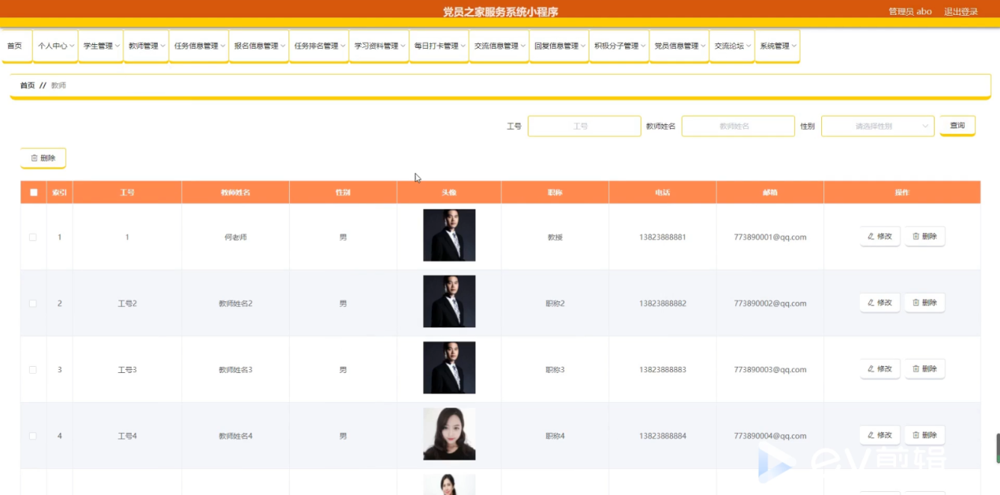 党员之家服务系统小程序
管理员 abo 退出登录
首页 个人中心 学生管理 教师管理 任务信息管理 报名信息管理 任务排名管理 学习资料管理 每日打卡管理 交流信息管理 回复信息管理 积极分子管理 党员信息管理 交流论坛 系统管理
首页 // 教师
工号 工号 教师姓名 教师姓名 性别 请选择性别 查询
删除
索引 工号 教师姓名 性别 头像 职称 电话 邮箱 操作
1 1 何老师 男 教授 13823888881 773890001@qq.com 修改 删除
2 工号2 教师姓名2 男 职称2 13823888882 773890002@qq.com 修改 删除
3 工号3 教师姓名3 男 职称3 13823888883 773890003@qq.com 修改 删除
4 工号4 教师姓名4 男 职称4 13823888884 773890004@qq.com 修改 删除
ev剪辑